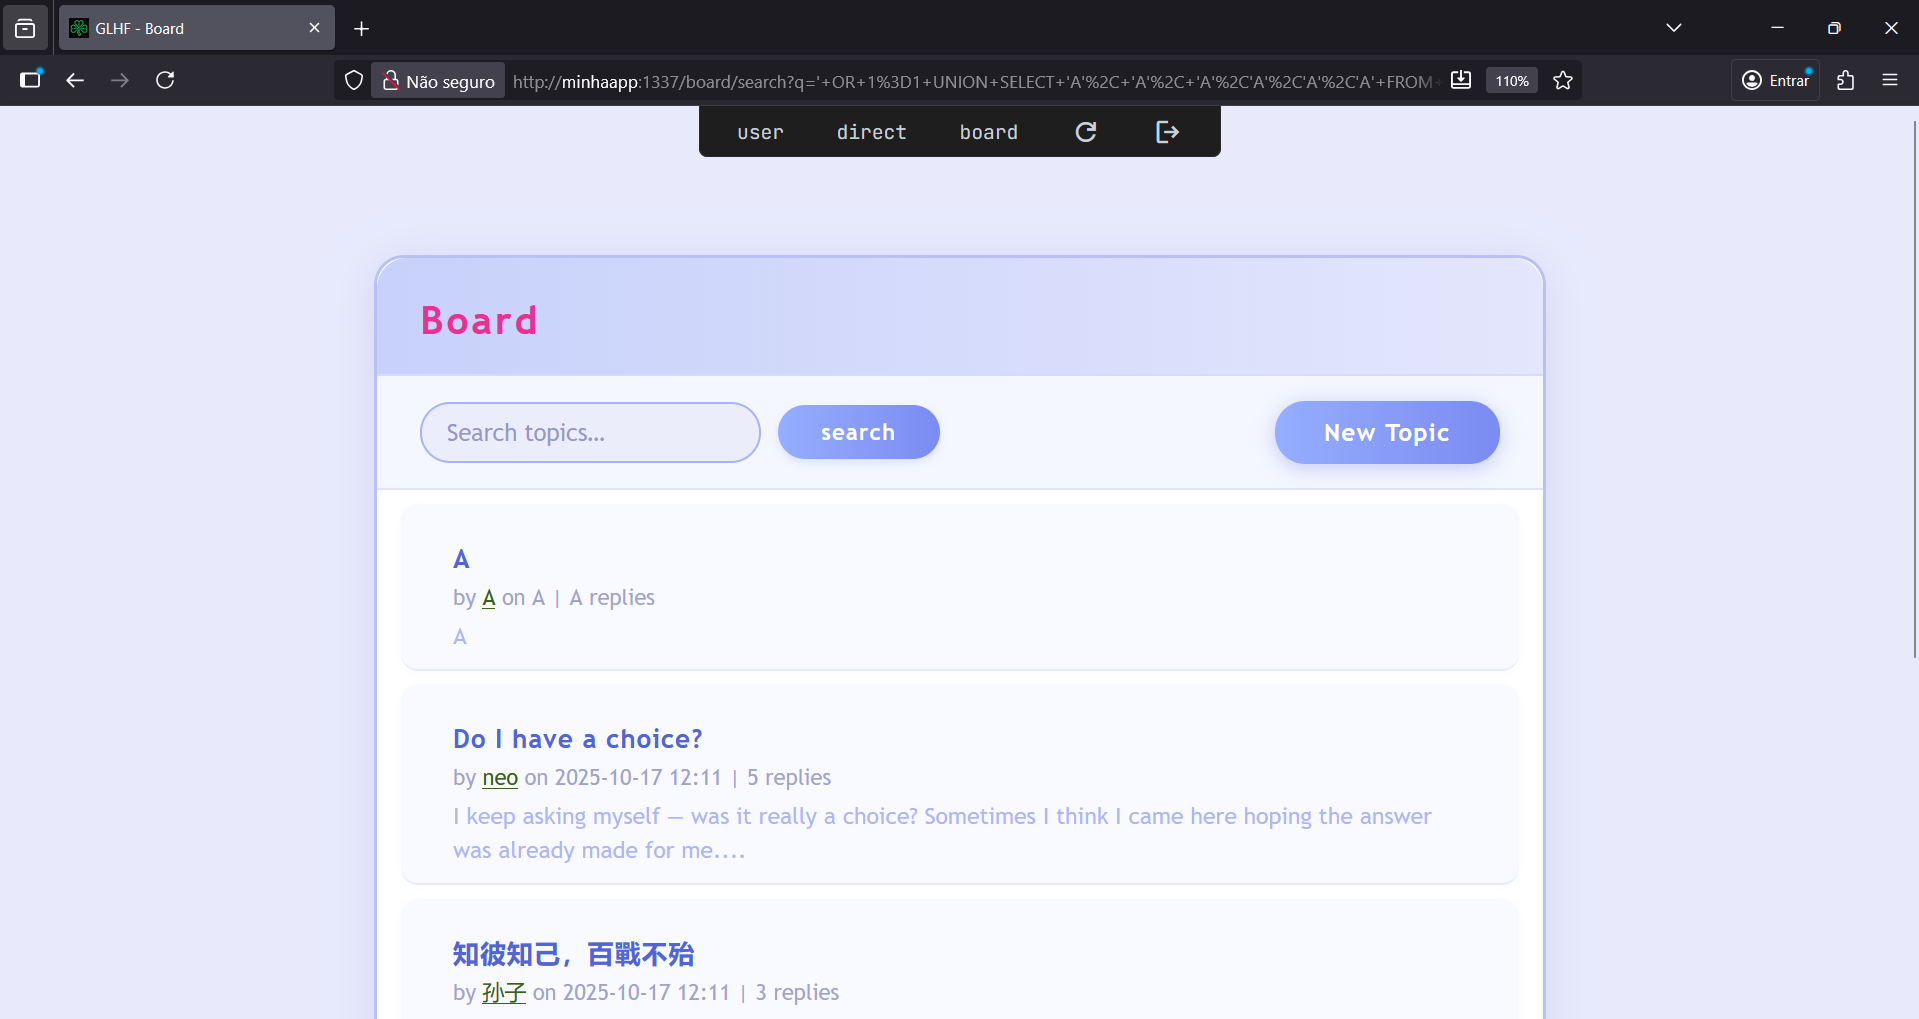 GLHF - Board
Não seguro
http://minhaapp:1337/board/search?q='+OR+1%3D1+UNION+SELECT+'A'%2C+'A'%2C+'A'%2C'A'%2C'A'%2C'A'+FROM
110%
Entrar
user direct board
Board
Search topics...
search
New Topic
A
by A on A | A replies
A
Do I have a choice?
by neo on 2025-10-17 12:11 | 5 replies
I keep asking myself — was it really a choice? Sometimes I think I came here hoping the answer
was already made for me....
知彼知己，百戰不殆
by 孙子 on 2025-10-17 12:11 | 3 replies